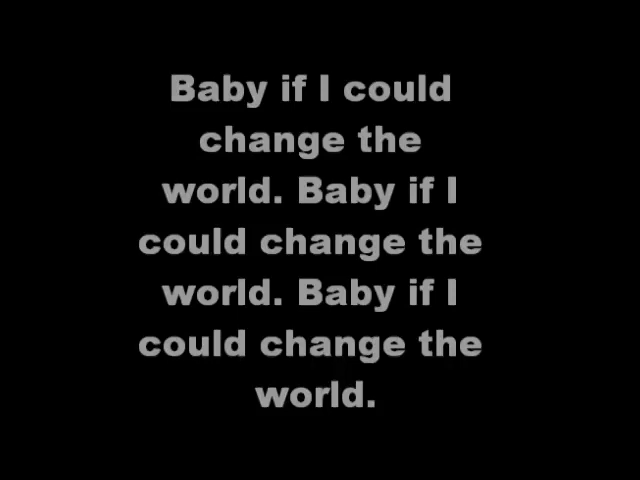 Baby if I could
change the
world. Baby if I
could change the
world. Baby if I
could change the
world.